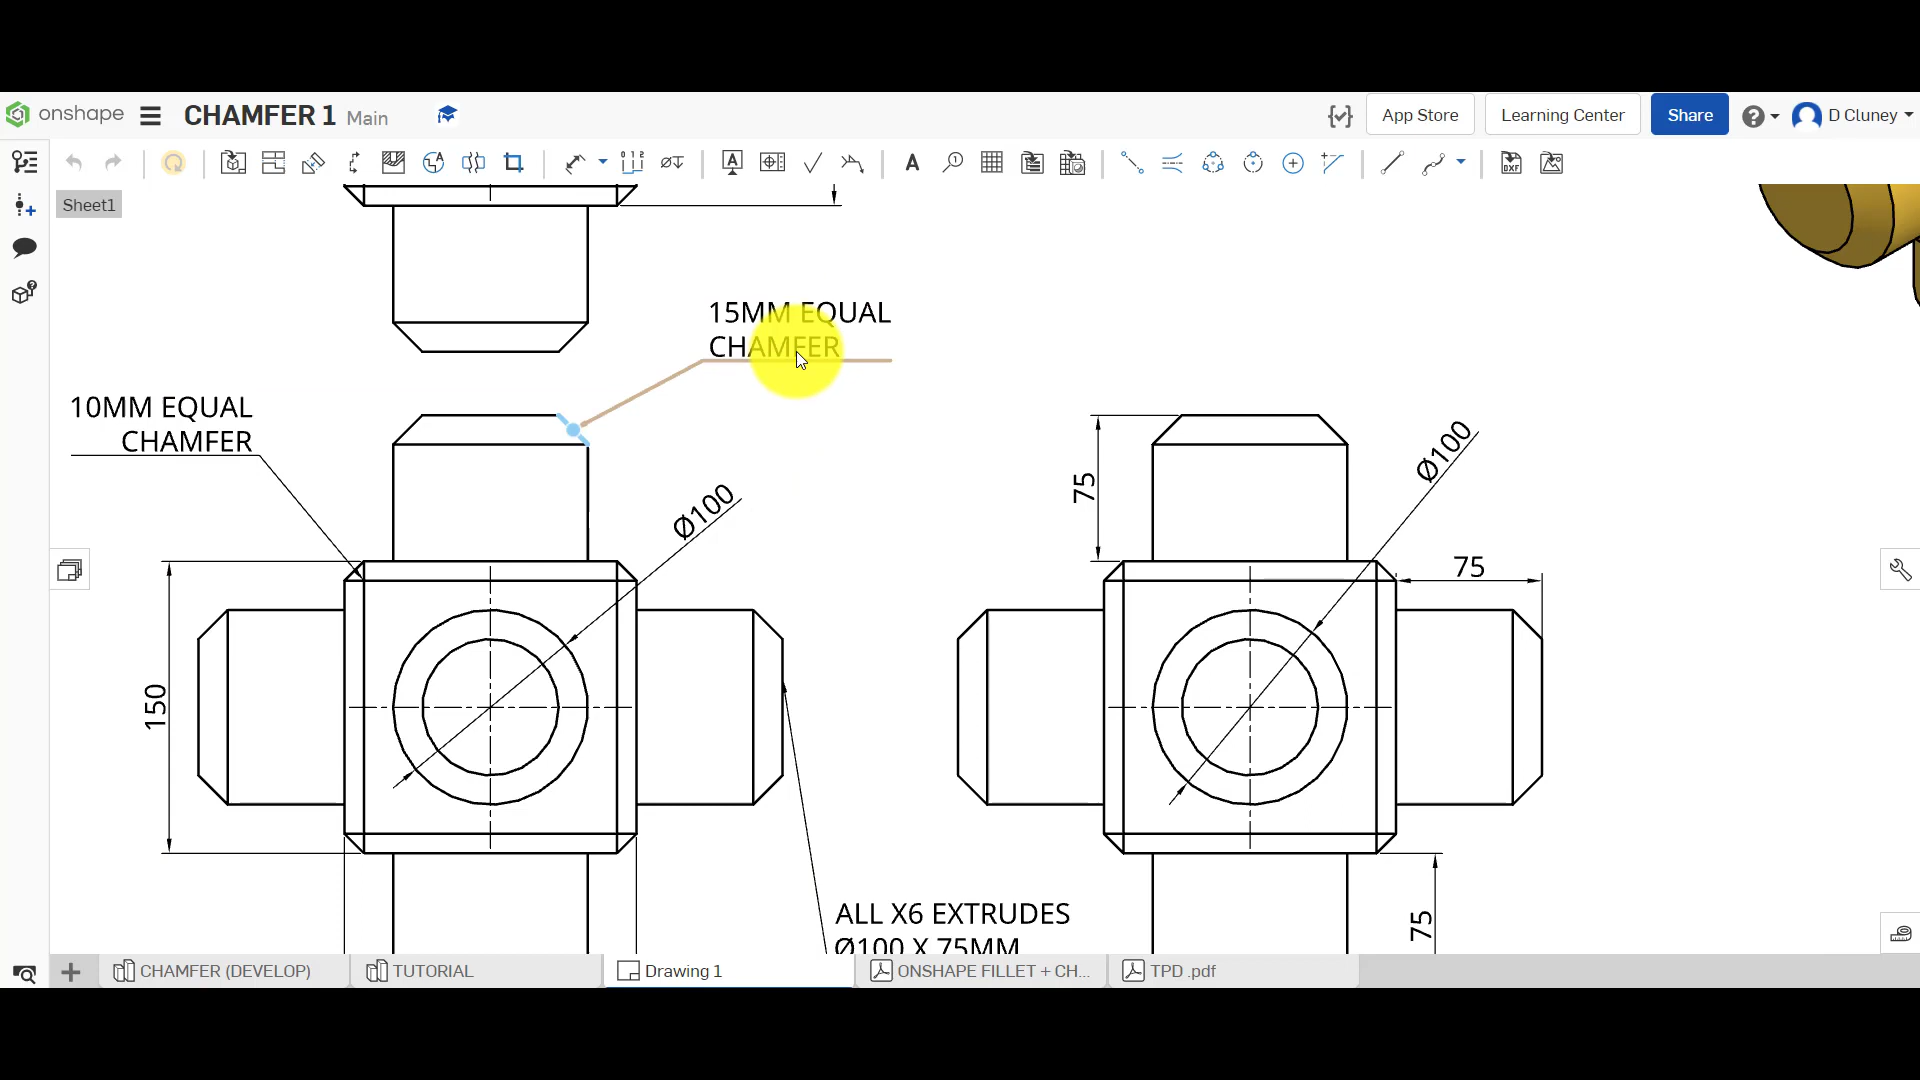 onshape CHAMFER 1 Main App Store Learning Center Share ? D Cluney
Sheet1
15MM EQUAL
CHAMFER
10MM EQUAL
CHAMFER
Ø100
150
75
Ø100
75
ALL X6 EXTRUDES
Ø100 X 75MM
75
CHAMFER (DEVELOP) TUTORIAL Drawing 1 ONSHAPE FILLET + CH... TPD .pdf